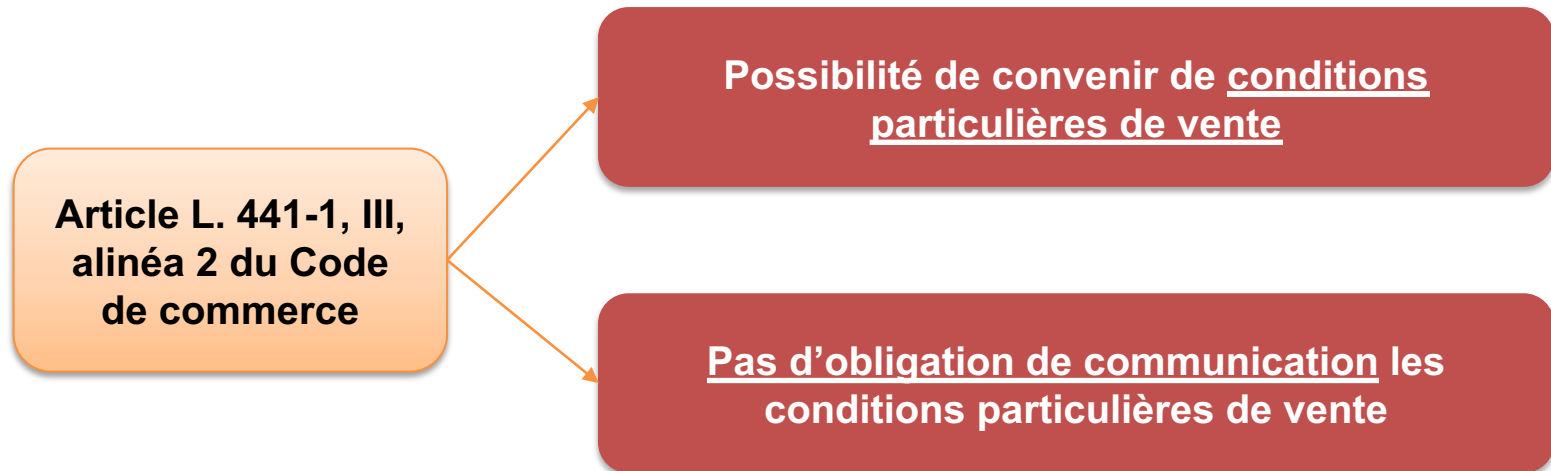 Article L. 441-1, III,
alinéa 2 du Code
de commerce
Possibilité de convenir de conditions
particulières de vente
Pas d’obligation de communication les
conditions particulières de vente